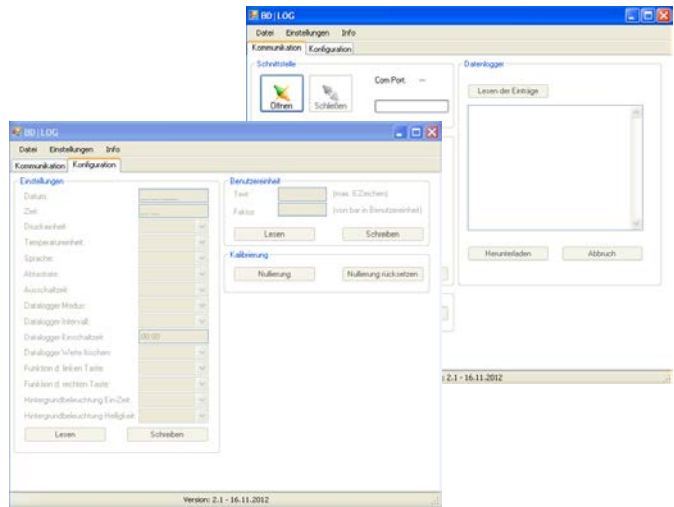 BD|LOG
Datei Einstellungen Info
Kommunikation Konfiguration
Schnittstelle
Öffnen
Schließen
Com Port: --
Datenlogger
Lesen der Einträge
Herunterladen Abbruch
2.1 - 16.11.2012
BD|LOG
Datei Einstellungen Info
Kommunikation Konfiguration
Einstellungen
Datum:
Zeit:
Druckeinheit:
Temperatureinheit:
Sprache:
Abtastrate:
Ausschaltzeit:
Datalogger Modus:
Datalogger Intervall:
Datalogger Einschaltzeit: 00:00
Datalogger Werte löschen:
Funktion d. linken Taste:
Funktion d. rechten Taste:
Hintergrundbeleuchtung Ein-Zeit:
Hintergrundbeleuchtung Helligkeit:
Lesen Schreiben
Benutzereinheit
Text: (max. 5 Zeichen)
Faktor: (von bar in Benutzereinheit)
Lesen Schreiben
Kalibrierung
Nullierung Nullierung rücksetzen
Version: 2.1 - 16.11.2012